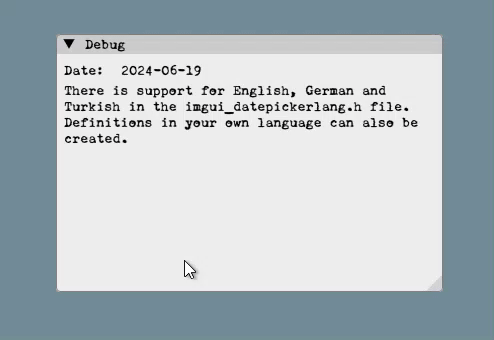 Debug
Date: 2024-06-19
There is support for English, German and
Turkish in the imgui_datepickerlang.h file.
Definitions in your own language can also be
created.